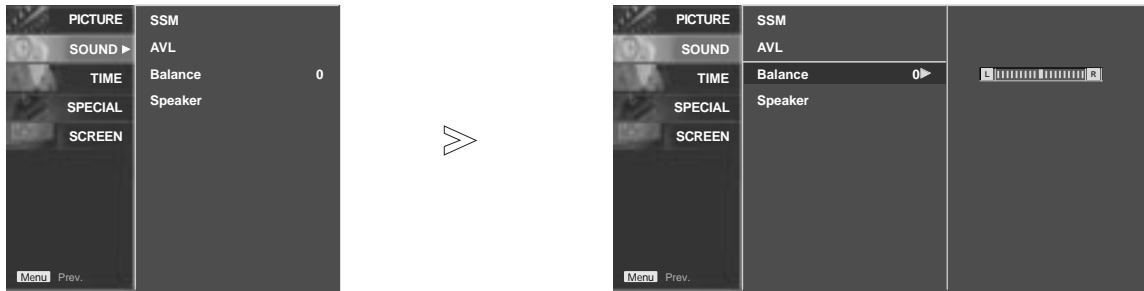 PICTURE
SOUND ▶
TIME
SPECIAL
SCREEN
SSM
AVL
Balance 0
Speaker
Menu Prev.
PICTURE
SOUND
TIME
SPECIAL
SCREEN
SSM
AVL
Balance 0▶
Speaker
L R
Menu Prev.